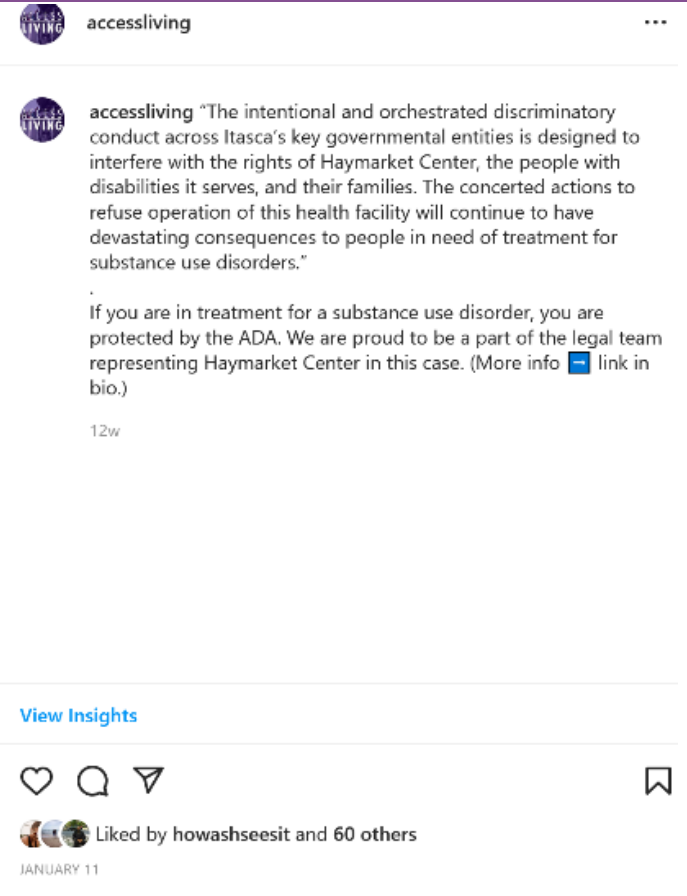 ACCESS
LIVING
accessliving
ACCESS
LIVING
accessliving “The intentional and orchestrated discriminatory
conduct across Itasca’s key governmental entities is designed to
interfere with the rights of Haymarket Center, the people with
disabilities it serves, and their families. The concerted actions to
refuse operation of this health facility will continue to have
devastating consequences to people in need of treatment for
substance use disorders.”
.
If you are in treatment for a substance use disorder, you are
protected by the ADA. We are proud to be a part of the legal team
representing Haymarket Center in this case. (More info ➡ link in
bio.)
12w
View Insights
Liked by howashseesit and 60 others
JANUARY 11